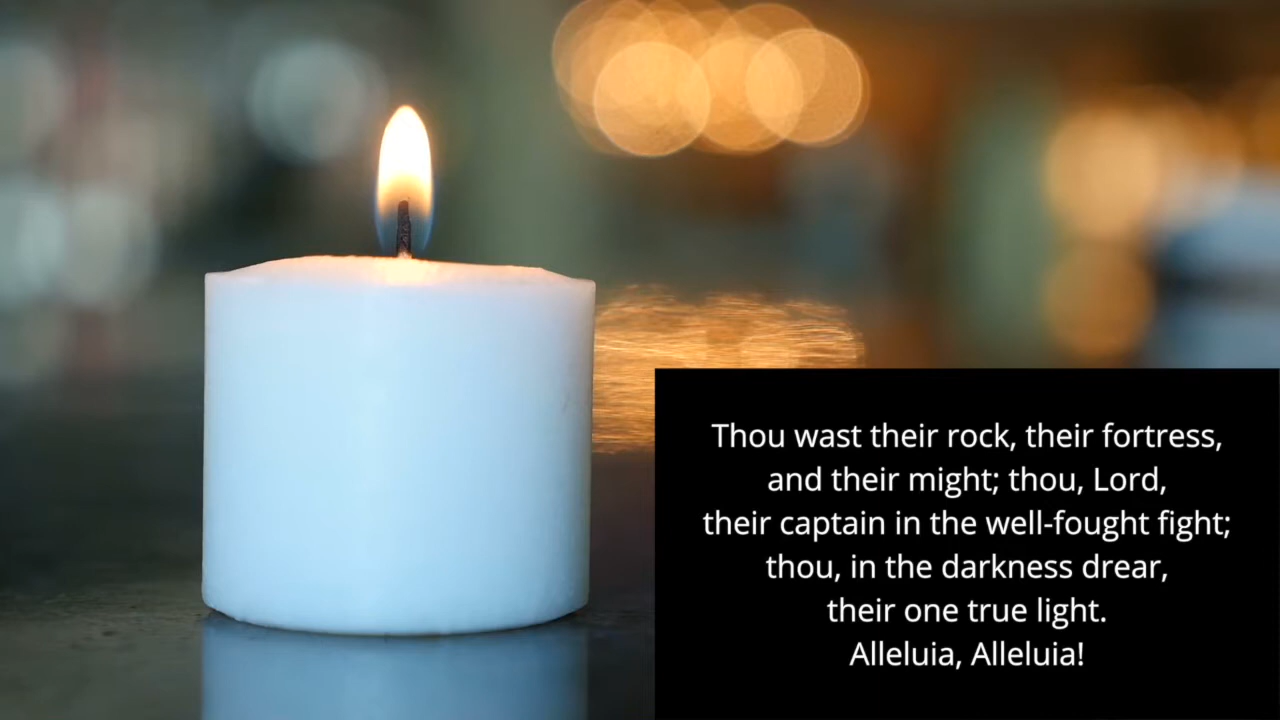 Thou wast their rock, their fortress,
and their might; thou, Lord,
their captain in the well-fought fight;
thou, in the darkness drear,
their one true light.
Alleluia, Alleluia!